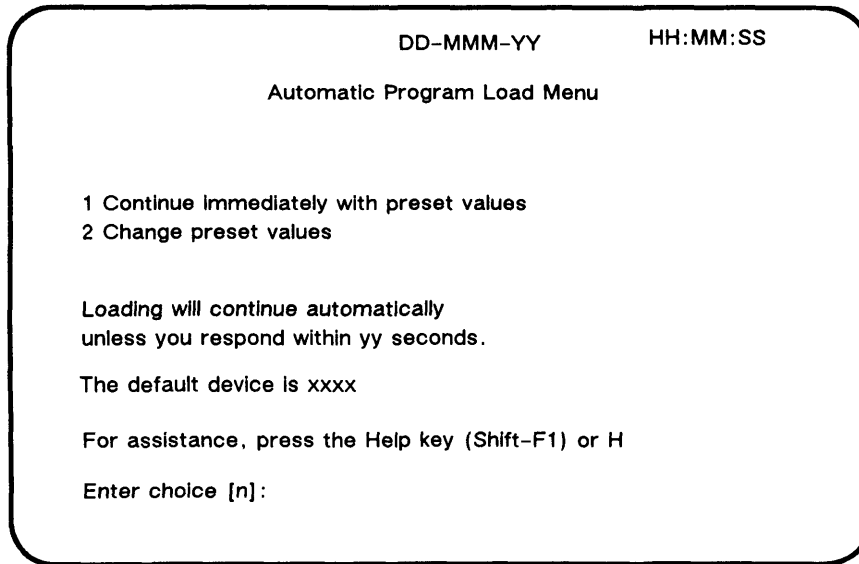 DD-MMM-YY HH:MM:SS
Automatic Program Load Menu
1 Continue immediately with preset values
2 Change preset values
Loading will continue automatically
unless you respond within yy seconds.
The default device is xxxx
For assistance, press the Help key (Shift-F1) or H
Enter choice [n]: